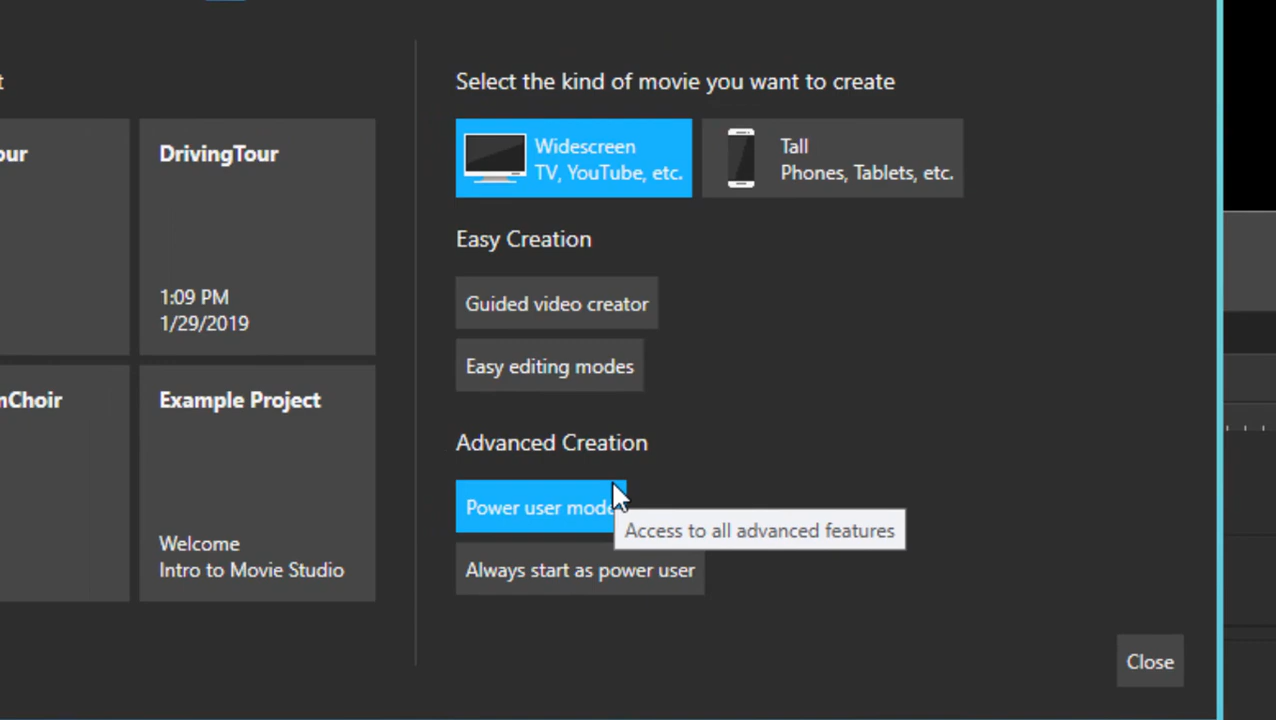 t
our
DrivingTour
1:09 PM
1/29/2019
nChoir
Example Project
Welcome
Intro to Movie Studio
Select the kind of movie you want to create
Widescreen
TV, YouTube, etc.
Tall
Phones, Tablets, etc.
Easy Creation
Guided video creator
Easy editing modes
Advanced Creation
Power user mode
Access to all advanced features
Always start as power user
Close